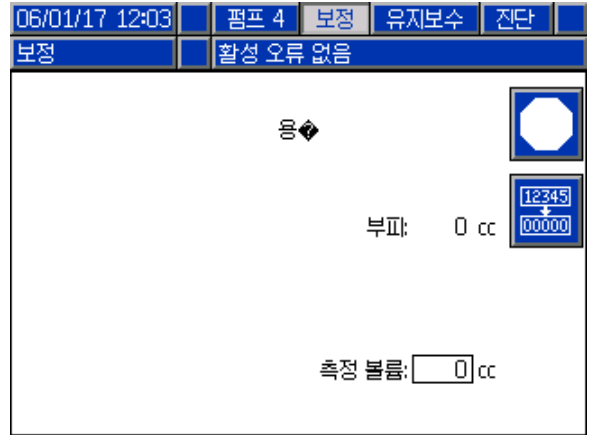 06/01/17 12:03 펌프 4 보정 유지보수 진단
보정 활성 오류 없음
용�
부피: 0 cc
12345
00000
측정 볼륨: 0 cc